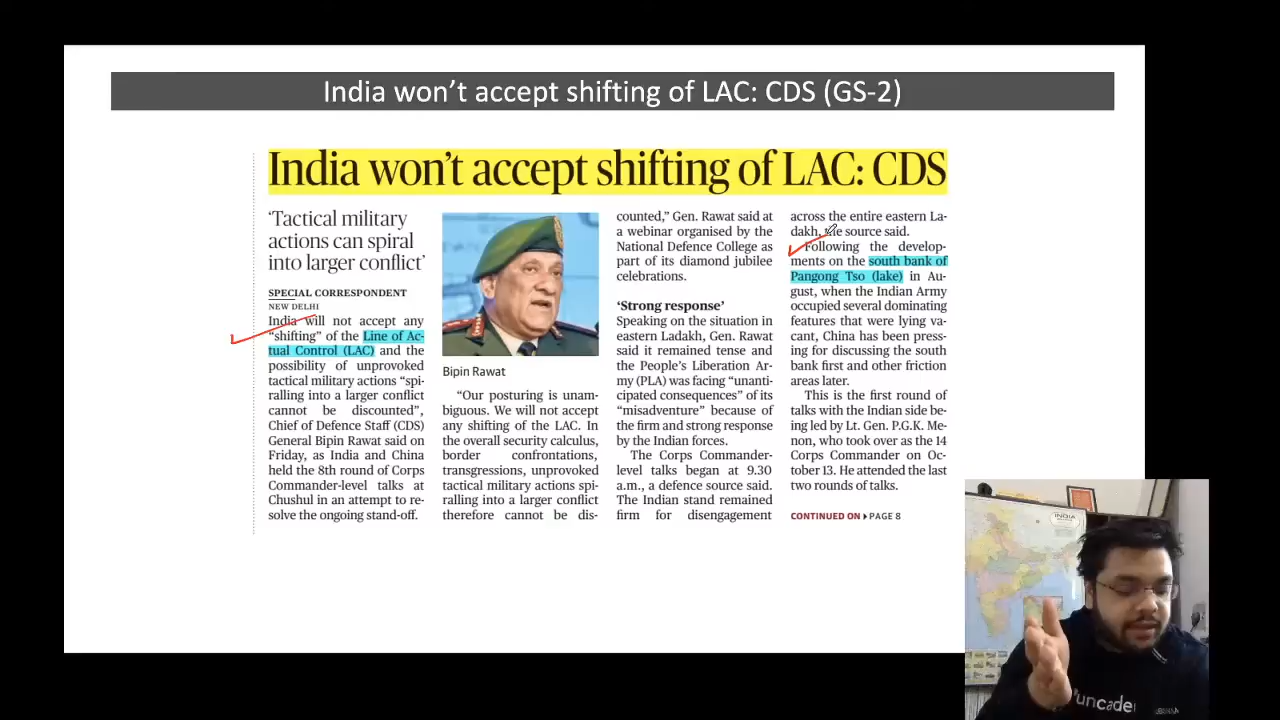 India won’t accept shifting of LAC: CDS (GS-2)
India won’t accept shifting of LAC: CDS
‘Tactical military
actions can spiral
into larger conflict’
SPECIAL CORRESPONDENT
NEW DELHI
India will not accept any
“shifting” of the Line of Ac-
tual Control (LAC) and the
possibility of unprovoked
tactical military actions “spi-
ralling into a larger conflict
cannot be discounted”,
Chief of Defence Staff (CDS)
General Bipin Rawat said on
Friday, as India and China
held the 8th round of Corps
Commander-level talks at
Chushul in an attempt to re-
solve the ongoing stand-off.
Bipin Rawat
“Our posturing is unam-
biguous. We will not accept
any shifting of the LAC. In
the overall security calculus,
border confrontations,
transgressions, unprovoked
tactical military actions spi-
ralling into a larger conflict
therefore cannot be dis-
counted,” Gen. Rawat said at
a webinar organised by the
National Defence College as
part of its diamond jubilee
celebrations.
‘Strong response’
Speaking on the situation in
eastern Ladakh, Gen. Rawat
said it remained tense and
the People’s Liberation Ar-
my (PLA) was facing “unanti-
cipated consequences” of its
“misadventure” because of
the firm and strong response
by the Indian forces.
The Corps Commander-
level talks began at 9.30
a.m., a defence source said.
The Indian stand remained
firm for disengagement
across the entire eastern La-
dakh, the source said.
Following the develop-
ments on the south bank of
Pangong Tso (lake) in Au-
gust, when the Indian Army
occupied several dominating
features that were lying va-
cant, China has been press-
ing for discussing the south
bank first and other friction
areas later.
This is the first round of
talks with the Indian side be-
ing led by Lt. Gen. P.G.K. Me-
non, who took over as the 14
Corps Commander on Oc-
tober 13. He attended the last
two rounds of talks.
CONTINUED ON PAGE 8
INDIA